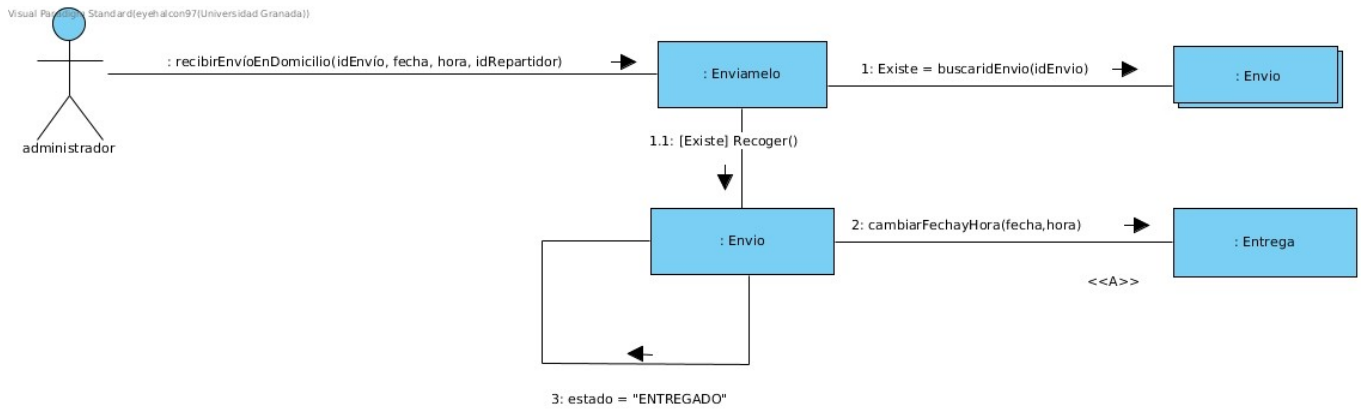 Visual Paradigm Standard(eyehalcon97(Universidad Granada))
: recibirEnvíoEnDomicilio(idEnvío, fecha, hora, idRepartidor)
: Enviamelo
1: Existe = buscaridEnvio(idEnvio)
: Envio
administrador
1.1: [Existe] Recoger()
: Envio
2: cambiarFechayHora(fecha,hora)
: Entrega
<<A>>
3: estado = "ENTREGADO"